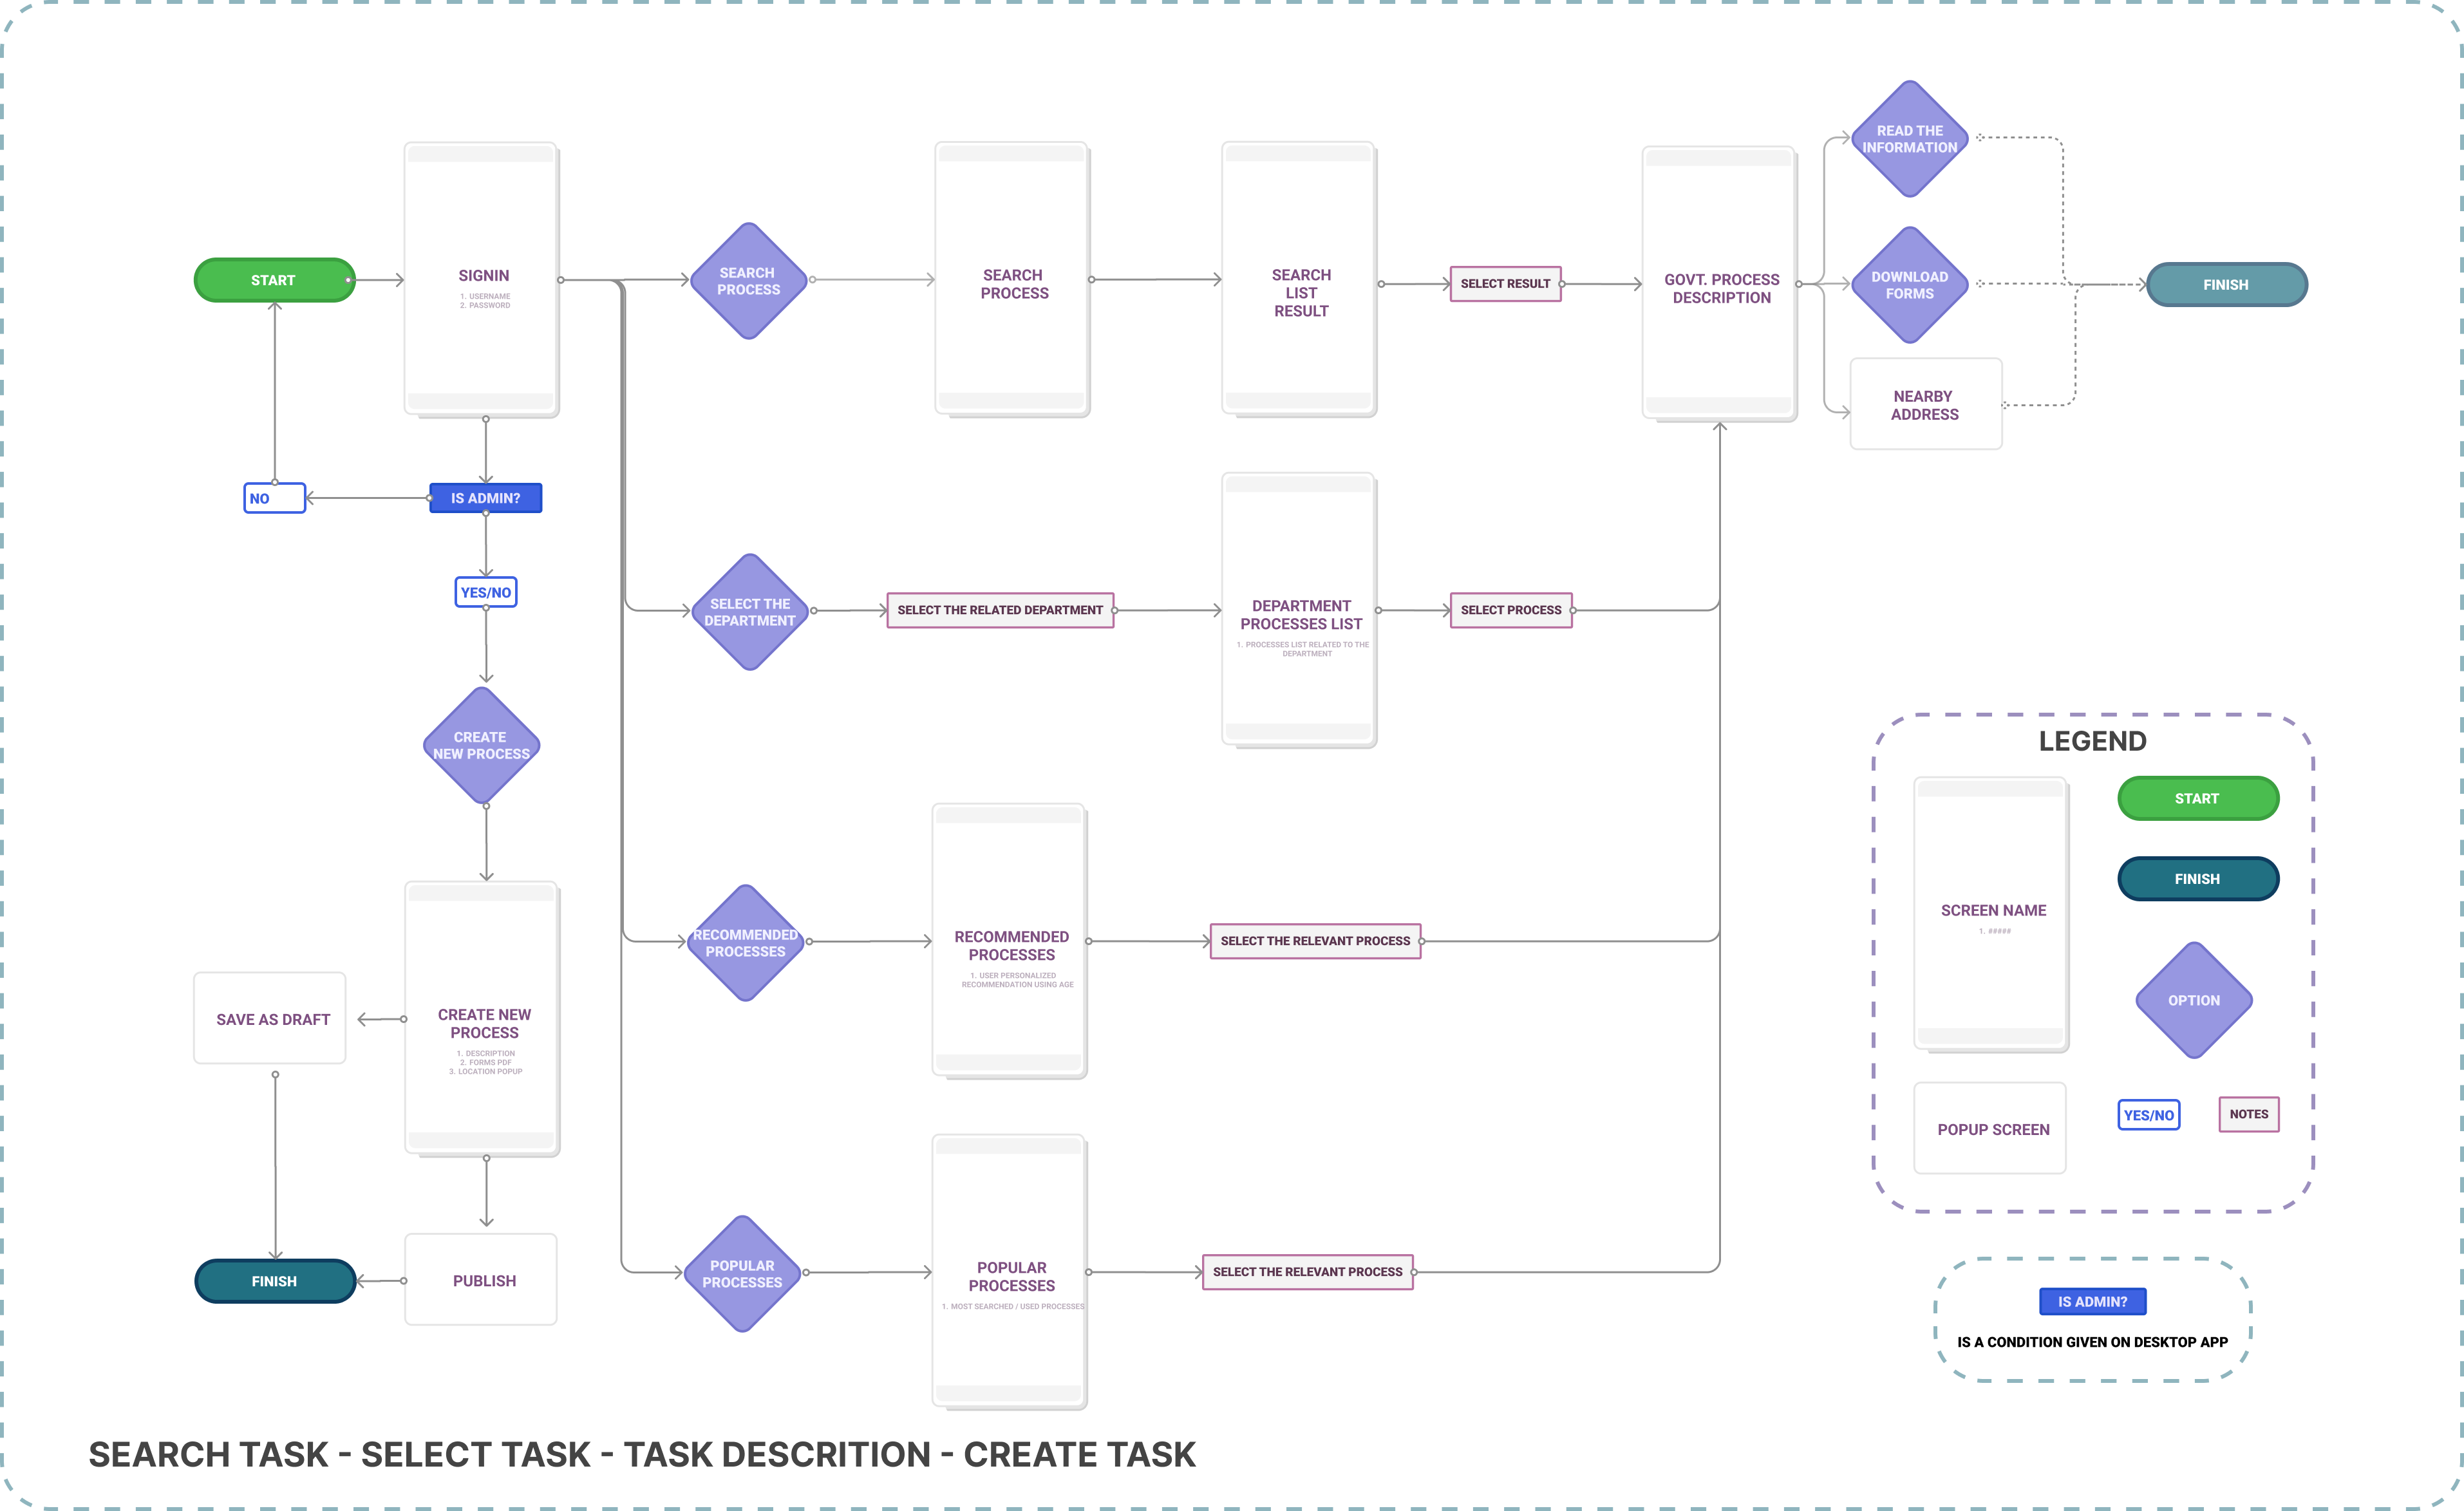 START
SIGNIN
1. USERNAME
2. PASSWORD
SEARCH
PROCESS
SEARCH
PROCESS
SEARCH
LIST
RESULT
SELECT RESULT
GOVT. PROCESS
DESCRIPTION
READ THE
INFORMATION
DOWNLOAD
FORMS
NEARBY
ADDRESS
FINISH
NO
IS ADMIN?
YES/NO
SELECT THE
DEPARTMENT
SELECT THE RELATED DEPARTMENT
DEPARTMENT
PROCESSES LIST
1. PROCESSES LIST RELATED TO THE
DEPARTMENT
SELECT PROCESS
CREATE
NEW PROCESS
RECOMMENDED
PROCESSES
RECOMMENDED
PROCESSES
1. USER PERSONALIZED
RECOMMENDATION USING AGE
SELECT THE RELEVANT PROCESS
SAVE AS DRAFT
CREATE NEW
PROCESS
1. DESCRIPTION
2. FORMS PDF
3. LOCATION POPUP
FINISH
PUBLISH
POPULAR
PROCESSES
POPULAR
PROCESSES
1. MOST SEARCHED / USED PROCESSES
SELECT THE RELEVANT PROCESS
LEGEND
SCREEN NAME
1. #####
START
FINISH
OPTION
POPUP SCREEN
YES/NO
NOTES
IS ADMIN?
IS A CONDITION GIVEN ON DESKTOP APP
SEARCH TASK - SELECT TASK - TASK DESCRITION - CREATE TASK